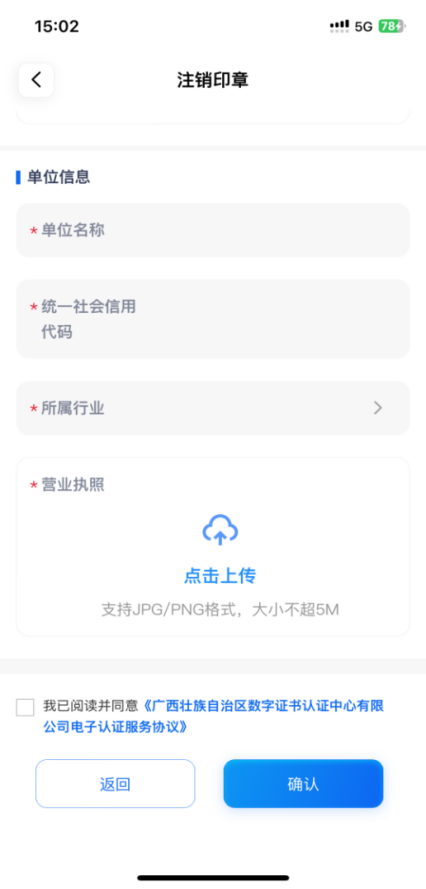 15:02
5G 78
注销印章
单位信息
*单位名称
*统一社会信用
代码
*所属行业
*营业执照
点击上传
支持JPG/PNG格式，大小不超5M
我已阅读并同意《广西壮族自治区数字证书认证中心有限
公司电子认证服务协议》
返回
确认